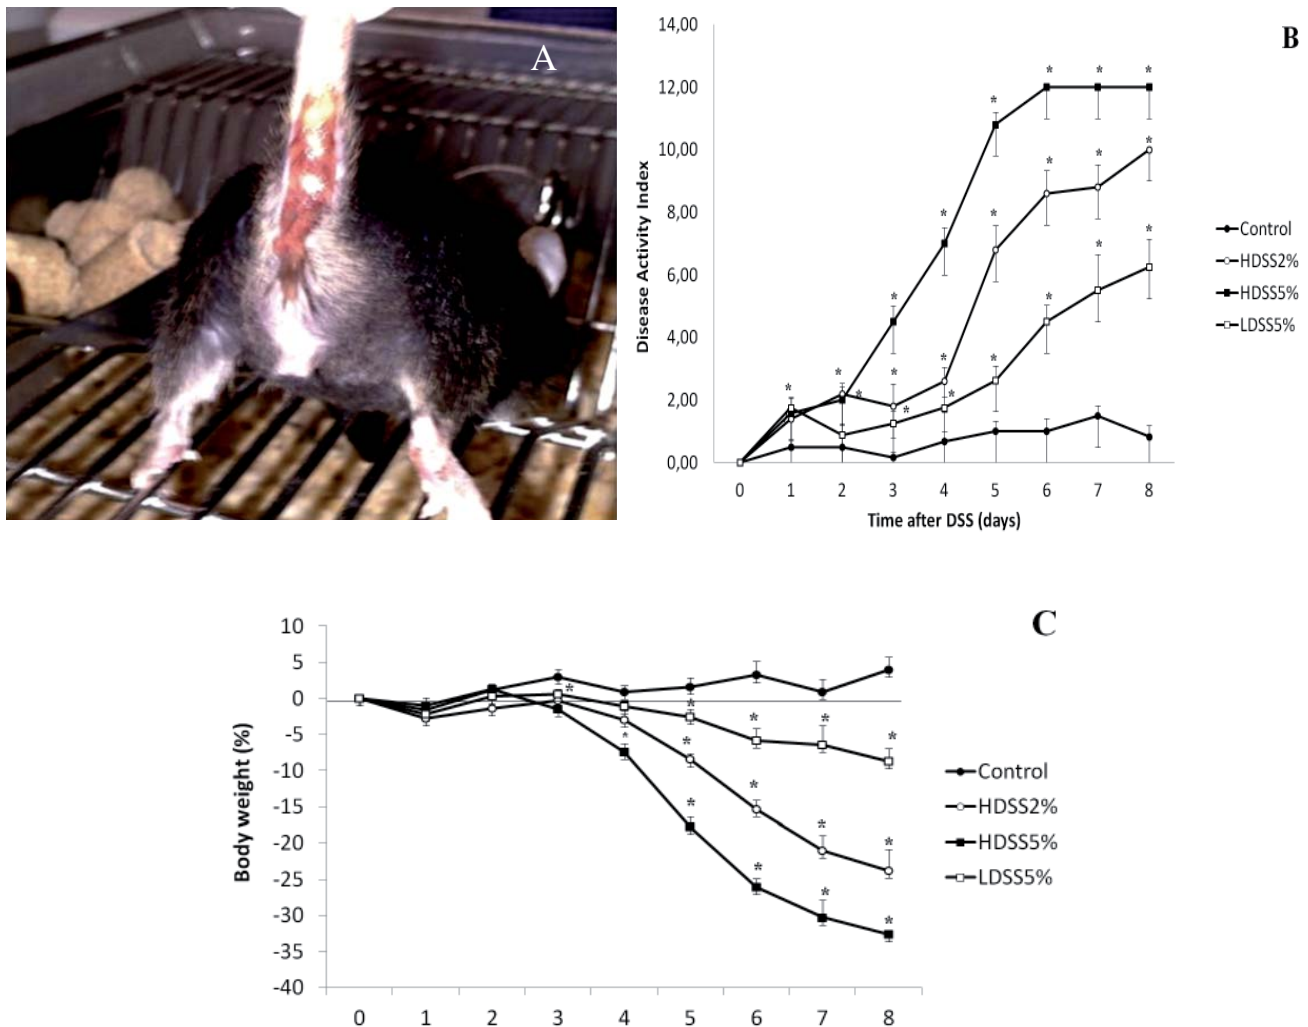 A
B
14,00
12,00
10,00
8,00
6,00
4,00
2,00
0,00
Disease Activity Index
* * * * * * * * * * * * * * * * * * * * *
0 1 2 3 4 5 6 7 8
Time after DSS (days)
Control
HDSS2%
HDSS5%
LDSS5%
C
10
5
0
-5
-10
-15
-20
-25
-30
-35
-40
Body weight (%)
* * * * * * * * * * * * * *
0 1 2 3 4 5 6 7 8
Control
HDSS2%
HDSS5%
LDSS5%